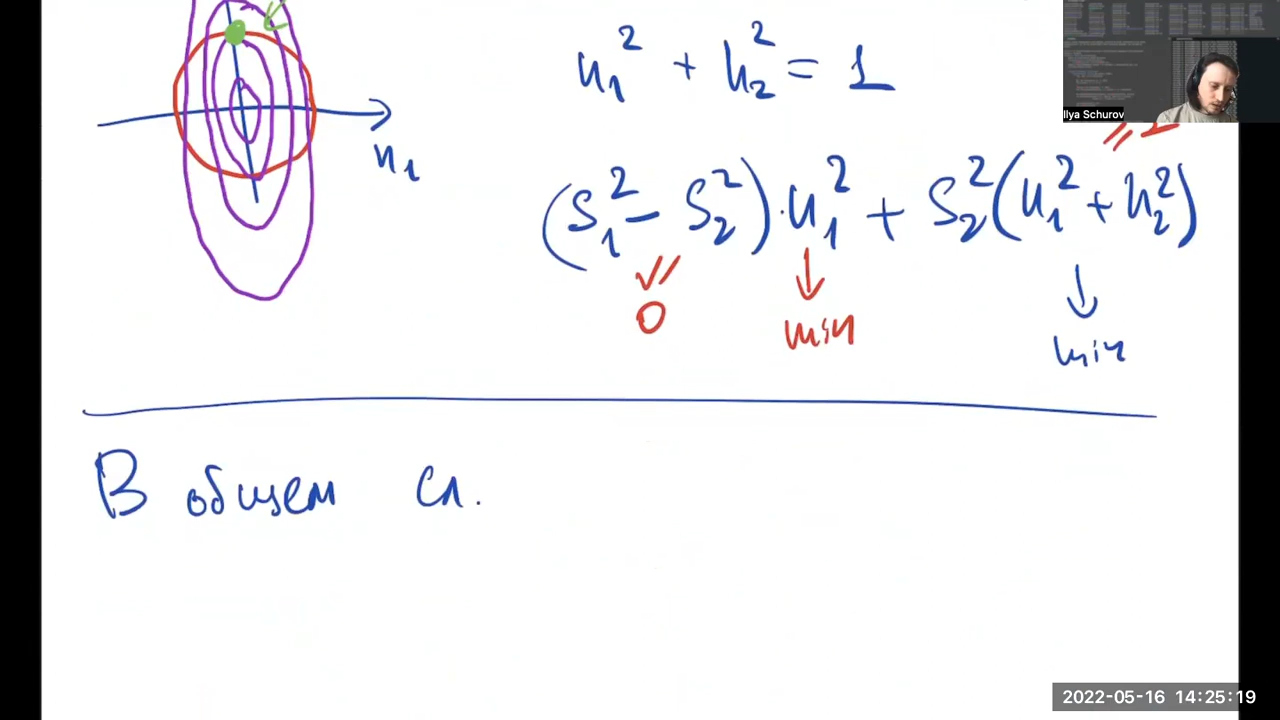 u₁² + u₂² = 1
Ilya Schurov
u₁
= 1
(S₁² - S₂²) · u₁² + S₂² (u₁² + u₂²)
0
min
min
В общем сл.
2022-05-16 14:25:19